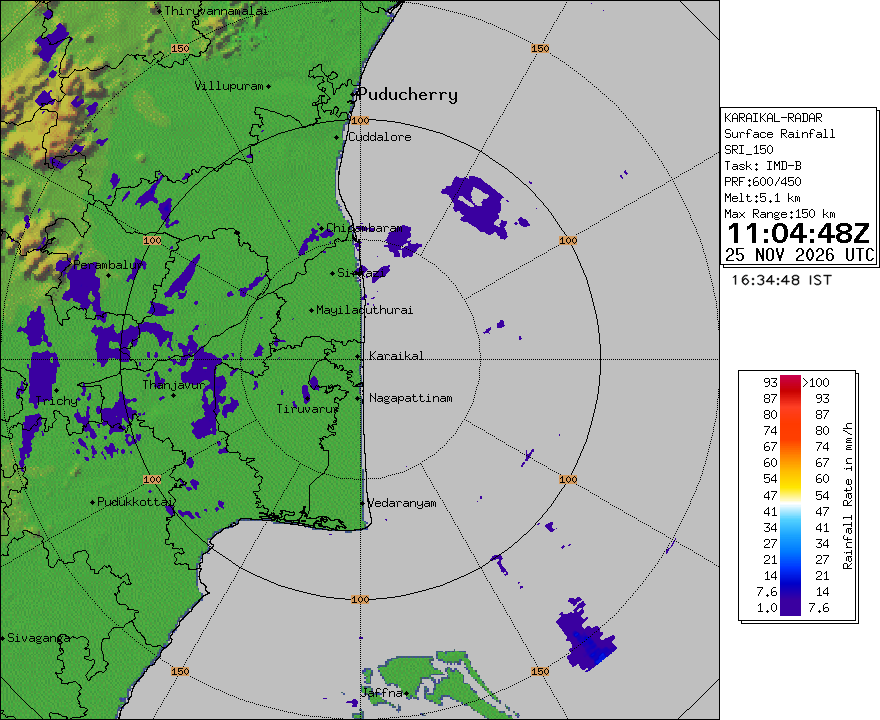 Thiruvannamalai
150
150
Villupuram
Puducherry
100
Cuddalore
Chidambaram
100
100
Perambalur
Sirkazi
Mayiladuthurai
Karaikal
Thanjavur
Trichy
Tiruvarur
Nagapattinam
100
100
Pudukkottai
Vedaranyam
100
Sivaganga
150
150
Jaffna
KARAIKAL-RADAR
Surface Rainfall
SRI_150
Task: IMD-B
PRF:600/450
Melt:5.1 km
Max Range:150 km
11:04:48Z
25 NOV 2026 UTC
16:34:48 IST
93 >100
87 93
80 87
74 80
67 74
60 67
54 60
47 54
41 47
34 41
27 34
21 27
14 21
7.6 14
1.0 7.6
Rainfall Rate in mm/h